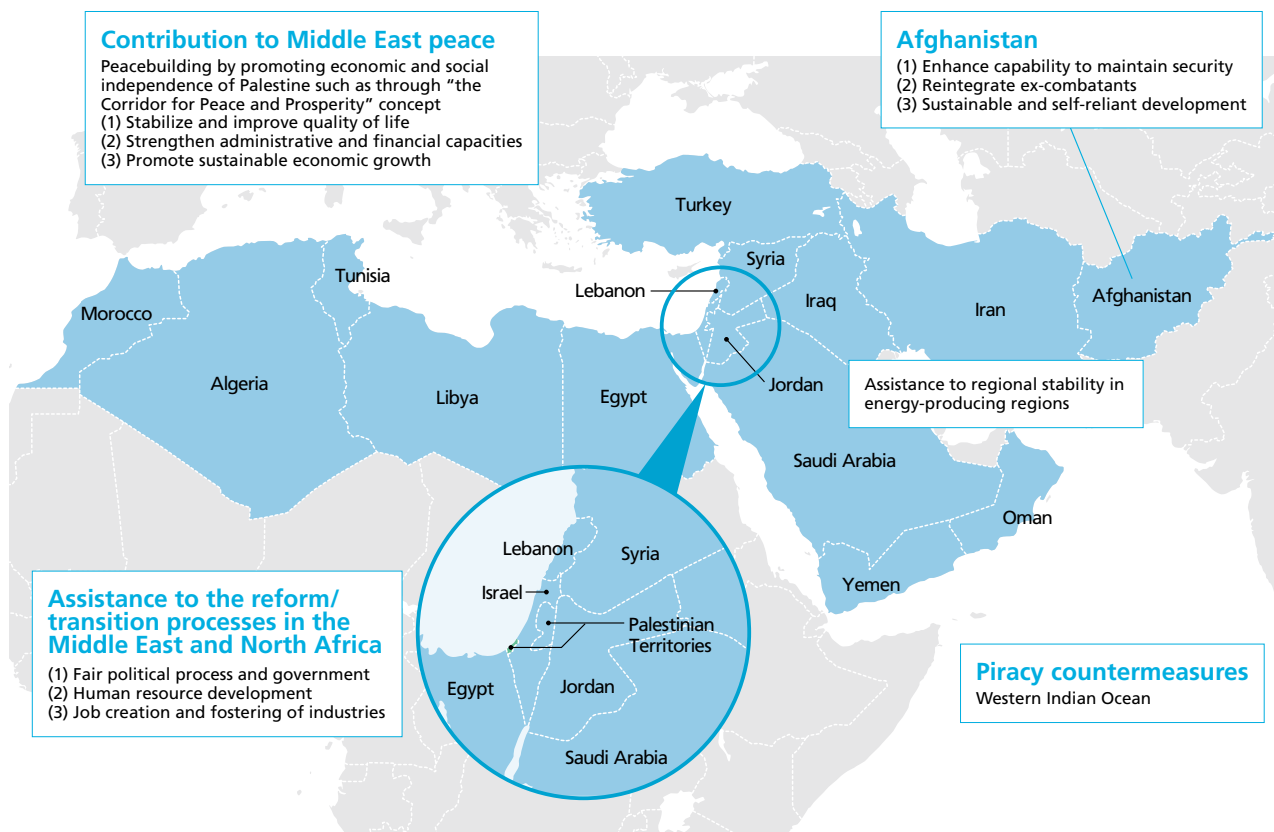 Contribution to Middle East peace
Peacebuilding by promoting economic and social
independence of Palestine such as through “the
Corridor for Peace and Prosperity” concept
(1) Stabilize and improve quality of life
(2) Strengthen administrative and financial capacities
(3) Promote sustainable economic growth
Afghanistan
(1) Enhance capability to maintain security
(2) Reintegrate ex-combatants
(3) Sustainable and self-reliant development
Turkey
Tunisia
Syria
Lebanon
Morocco
Iraq
Iran
Afghanistan
Algeria
Libya
Egypt
Jordan
Assistance to regional stability in
energy-producing regions
Saudi Arabia
Oman
Yemen
Lebanon
Syria
Israel
Palestinian
Territories
Egypt
Jordan
Saudi Arabia
Assistance to the reform/
transition processes in the
Middle East and North Africa
(1) Fair political process and government
(2) Human resource development
(3) Job creation and fostering of industries
Piracy countermeasures
Western Indian Ocean